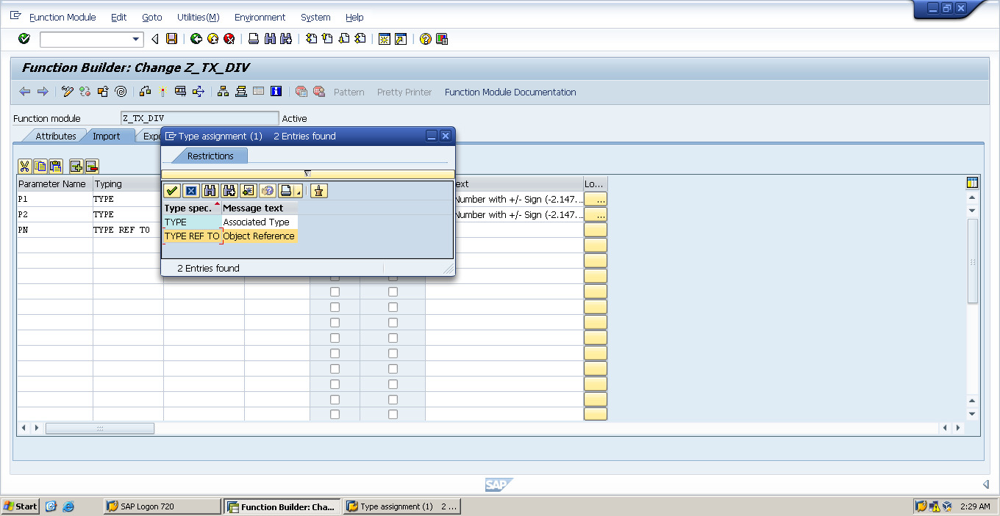 Function Module Edit Goto Utilities(M) Environment System Help
Function Builder: Change Z_TX_DIV
Pattern Pretty Printer Function Module Documentation
Function module Z_TX_DIV Active
Attributes Import Expo
Type assignment (1) 2 Entries found
Restrictions
Parameter Name Typing ext Lo...
Type spec. Message text
P1 TYPE Number with +/- Sign (-2.147. ... ...
P2 TYPE Number with +/- Sign (-2.147. ... ...
PN TYPE REF TO
TYPE Associated Type
TYPE REF TO Object Reference
2 Entries found
SAP
Start SAP Logon 720 Function Builder: Cha... Type assignment (1) 2 ... 2:29 AM